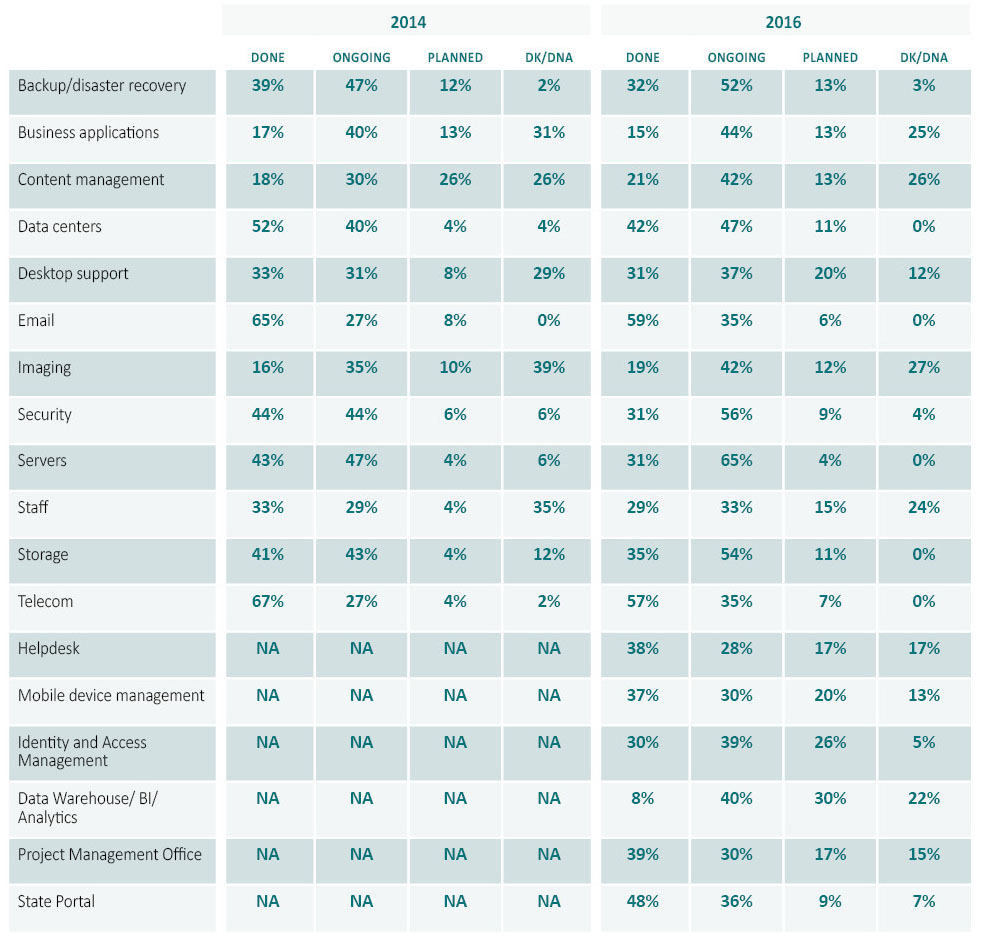 2014 2016
DONE ONGOING PLANNED DK/DNA DONE ONGOING PLANNED DK/DNA
Backup/disaster recovery 39% 47% 12% 2% 32% 52% 13% 3%
Business applications 17% 40% 13% 31% 15% 44% 13% 25%
Content management 18% 30% 26% 26% 21% 42% 13% 26%
Data centers 52% 40% 4% 4% 42% 47% 11% 0%
Desktop support 33% 31% 8% 29% 31% 37% 20% 12%
Email 65% 27% 8% 0% 59% 35% 6% 0%
Imaging 16% 35% 10% 39% 19% 42% 12% 27%
Security 44% 44% 6% 6% 31% 56% 9% 4%
Servers 43% 47% 4% 6% 31% 65% 4% 0%
Staff 33% 29% 4% 35% 29% 33% 15% 24%
Storage 41% 43% 4% 12% 35% 54% 11% 0%
Telecom 67% 27% 4% 2% 57% 35% 7% 0%
Helpdesk NA NA NA NA 38% 28% 17% 17%
Mobile device management NA NA NA NA 37% 30% 20% 13%
Identity and Access NA NA NA NA 30% 39% 26% 5%
Management
Data Warehouse/ BI/ NA NA NA NA 8% 40% 30% 22%
Analytics
Project Management Office NA NA NA NA 39% 30% 17% 15%
State Portal NA NA NA NA 48% 36% 9% 7%